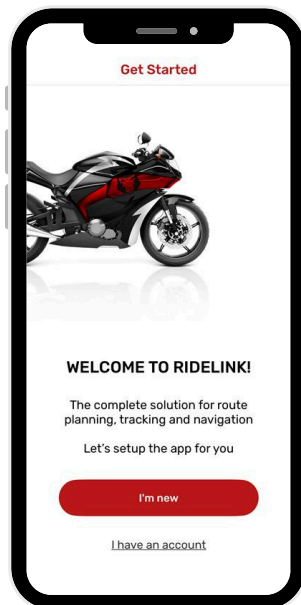 Get Started
WELCOME TO RIDELINK!
The complete solution for route
planning, tracking and navigation
Let's setup the app for you
I'm new
I have an account